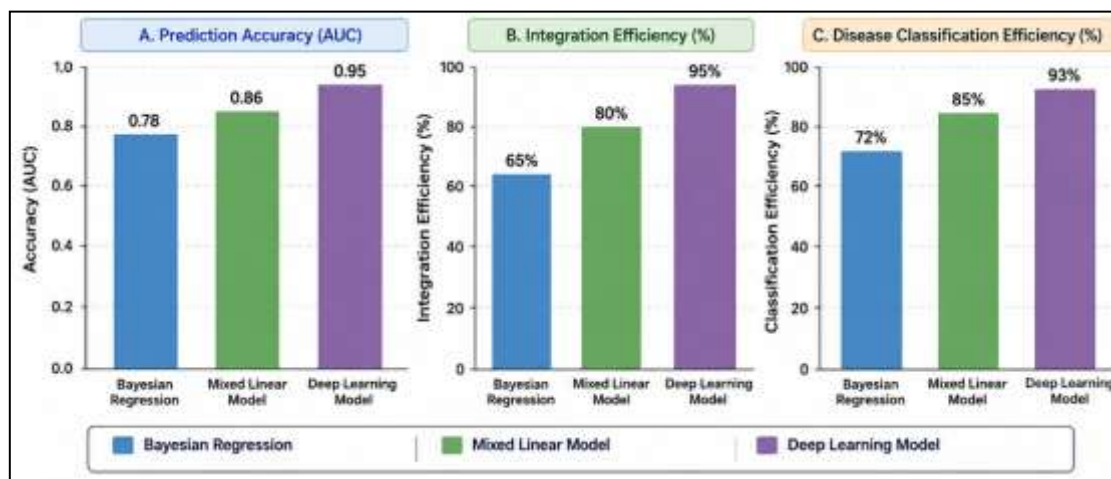 A. Prediction Accuracy (AUC)
B. Integration Efficiency (%)
C. Disease Classification Efficiency (%)
Accuracy (AUC)
1.0
0.8
0.6
0.4
0.2
0.0
0.78
0.86
0.95
Bayesian
Regression
Mixed Linear
Model
Deep Learning
Model
Integration Efficiency (%)
100
80
60
40
20
0
65%
80%
95%
Bayesian
Regression
Mixed Linear
Model
Deep Learning
Model
Classification Efficiency (%)
100
80
60
40
20
0
72%
85%
93%
Bayesian
Regression
Mixed Linear
Model
Deep Learning
Model
Bayesian Regression
Mixed Linear Model
Deep Learning Model